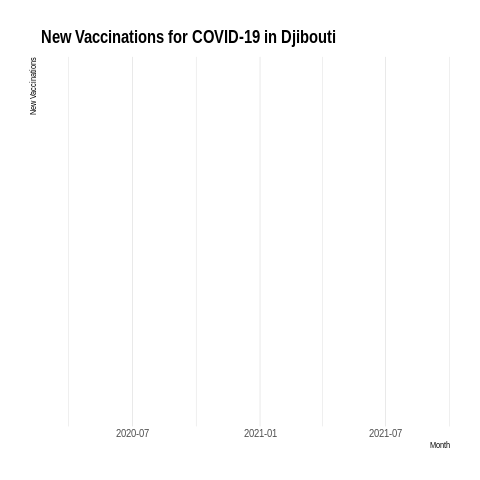 New Vaccinations for COVID-19 in Djibouti
New Vaccinations
2020-07
2021-01
2021-07
Month